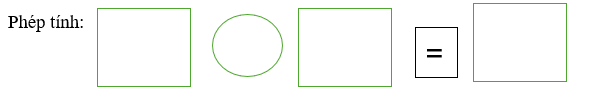 Phép tính: =